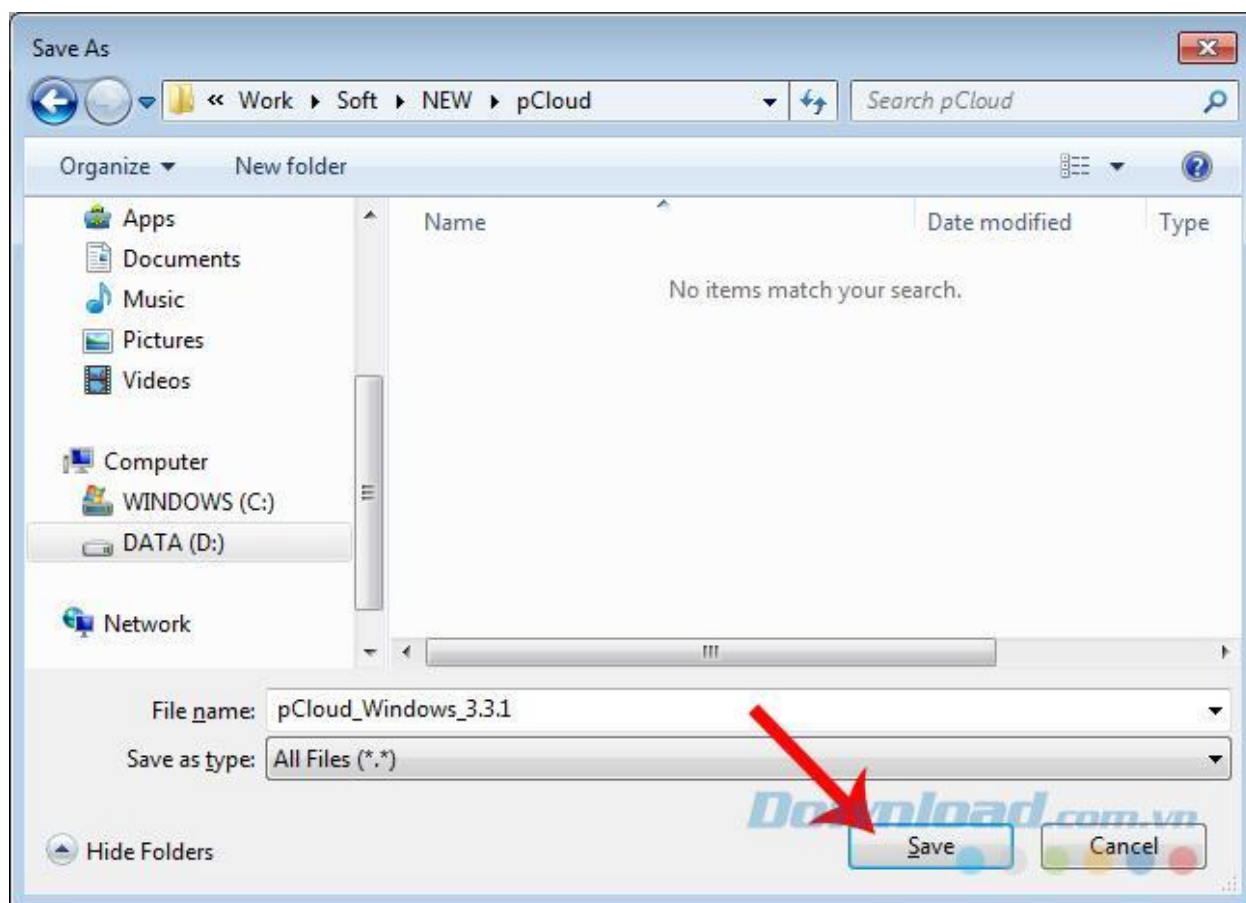 Save As
« Work ▸ Soft ▸ NEW ▸ pCloud
Search pCloud
Organize
New folder
Name
Date modified
Type
No items match your search.
Apps
Documents
Music
Pictures
Videos
Computer
WINDOWS (C:)
DATA (D:)
Network
File name: pCloud_Windows_3.3.1
Save as type: All Files (*.*)
Download.com.vn
Hide Folders
Save
Cancel